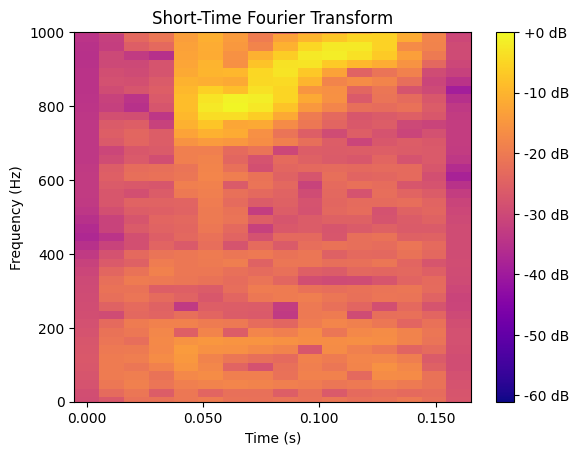 Short-Time Fourier Transform
Frequency (Hz)
1000
800
600
400
200
0
0.000
0.050
0.100
0.150
Time (s)
+0 dB
-10 dB
-20 dB
-30 dB
-40 dB
-50 dB
-60 dB